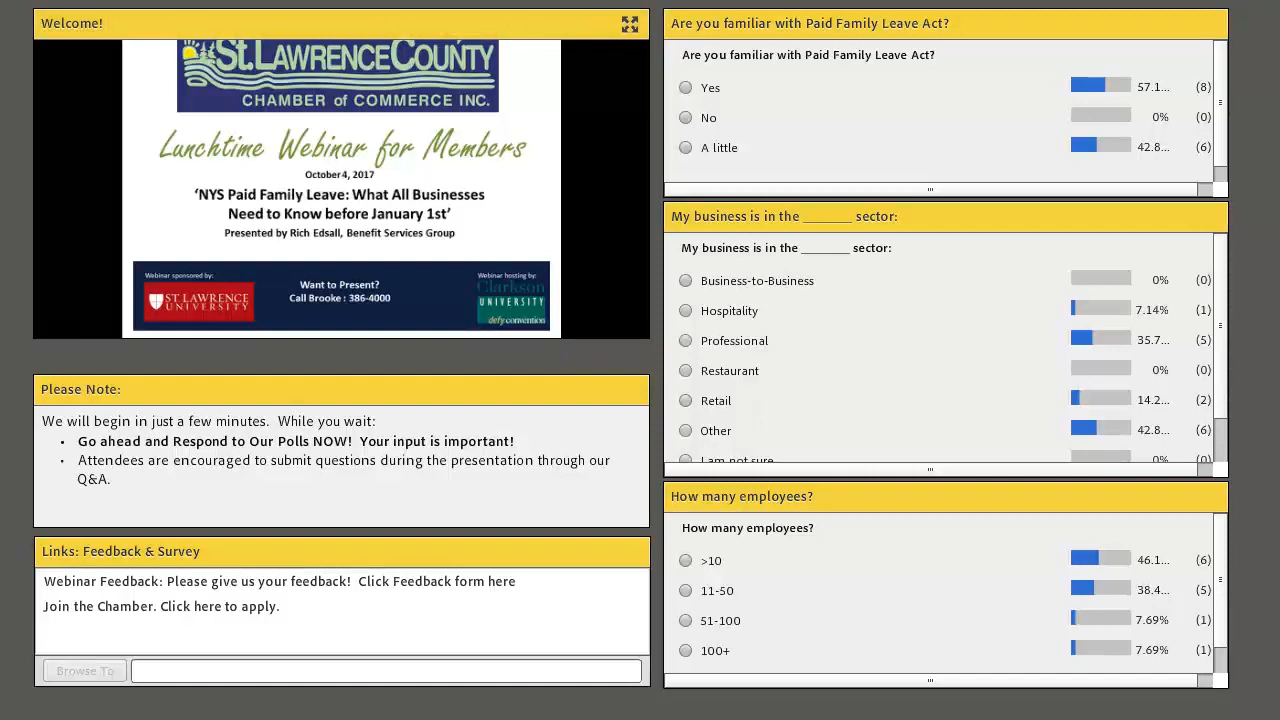 Welcome!
St.LawrenceCounty
CHAMBER of COMMERCE INC.
Lunchtime Webinar for Members
October 4, 2017
‘NYS Paid Family Leave: What All Businesses
Need to Know before January 1st’
Presented by Rich Edsall, Benefit Services Group
Webinar sponsored by:
ST LAWRENCE
UNIVERSITY
Want to Present?
Call Brooke : 386-4000
Webinar hosting by:
Clarkson
UNIVERSITY
defy convention
Please Note:
We will begin in just a few minutes.  While you wait:
• Go ahead and Respond to Our Polls NOW!  Your input is important!
• Attendees are encouraged to submit questions during the presentation through our
Q&A.
Links: Feedback & Survey
Webinar Feedback: Please give us your feedback!  Click Feedback form here
Join the Chamber. Click here to apply.
Browse To
Are you familiar with Paid Family Leave Act?
Are you familiar with Paid Family Leave Act?
Yes 57.1... (8)
No 0% (0)
A little 42.8... (6)
My business is in the _______ sector:
My business is in the _______ sector:
Business-to-Business 0% (0)
Hospitality 7.14% (1)
Professional 35.7... (5)
Restaurant 0% (0)
Retail 14.2... (2)
Other 42.8... (6)
I am not sure 0% (0)
How many employees?
How many employees?
>10 46.1... (6)
11-50 38.4... (5)
51-100 7.69% (1)
100+ 7.69% (1)